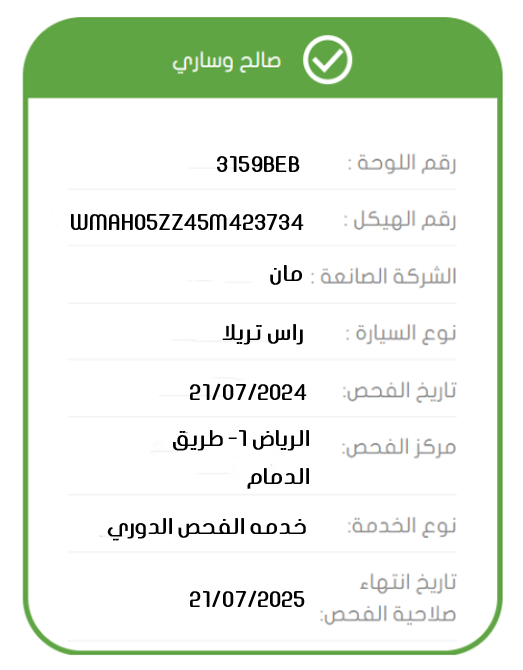 صالح وساري
رقم اللوحة : 3159BEB
رقم الهيكل : WMAH05ZZ45M423734
الشركة الصانعة : مان
نوع السيارة : راس تريلا
تاريخ الفحص: 21/07/2024
مركز الفحص: الرياض 1- طريق
الدمام
نوع الخدمة: خدمه الفحص الدوري
تاريخ انتهاء
صلاحية الفحص: 21/07/2025